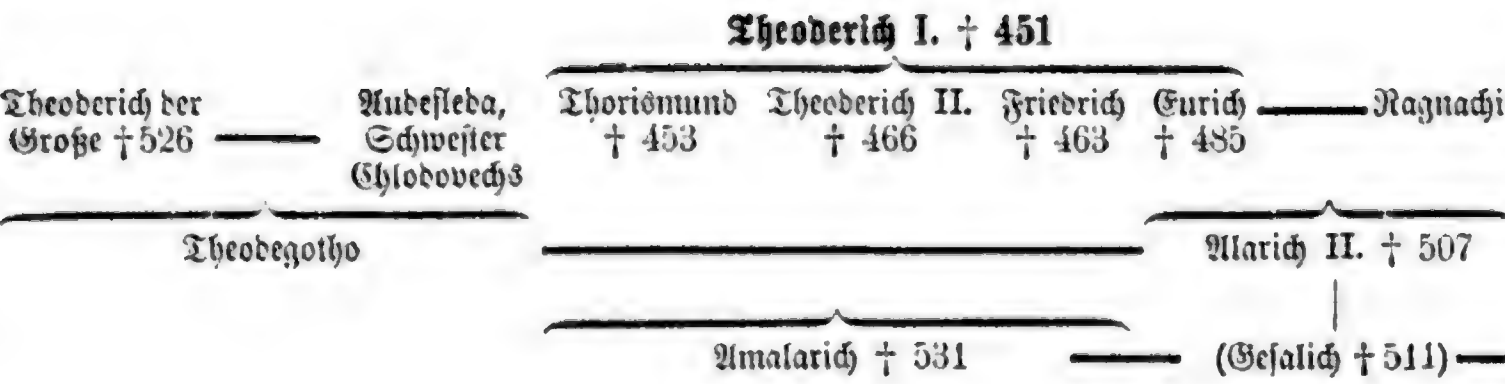 Theoderich I. † 451
Theoderich der Audefleda, Thorismund Theoderich II. Friedrich Eurich Ragnachi
Große † 526 Schwester † 453 † 466 † 463 † 485
Chlodovechs
Theodegotho Alarich II. † 507
Amalarich † 531 (Gesalich † 511)